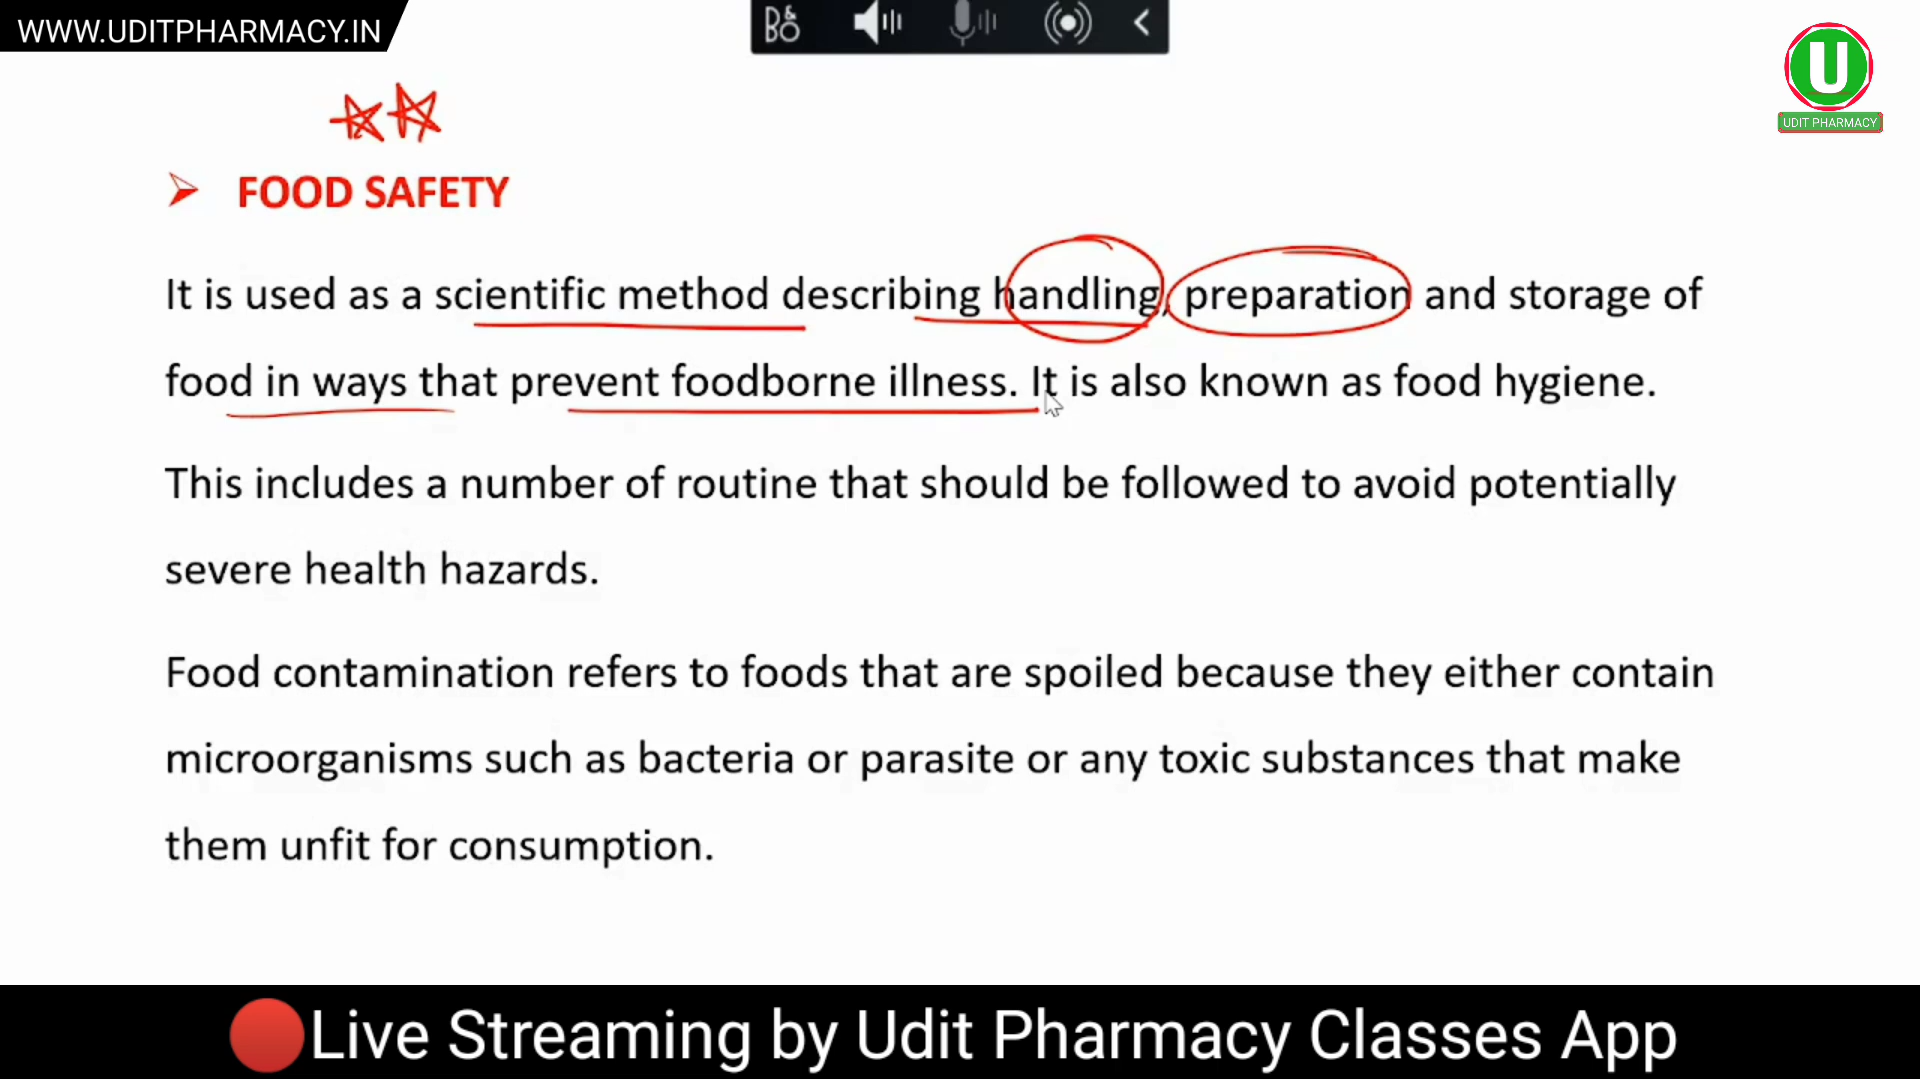 WWW.UDITPHARMACY.IN
B&O
U
UDIT PHARMACY
FOOD SAFETY
It is used as a scientific method describing handling, preparation and storage of
food in ways that prevent foodborne illness. It is also known as food hygiene.
This includes a number of routine that should be followed to avoid potentially
severe health hazards.
Food contamination refers to foods that are spoiled because they either contain
microorganisms such as bacteria or parasite or any toxic substances that make
them unfit for consumption.
Live Streaming by Udit Pharmacy Classes App